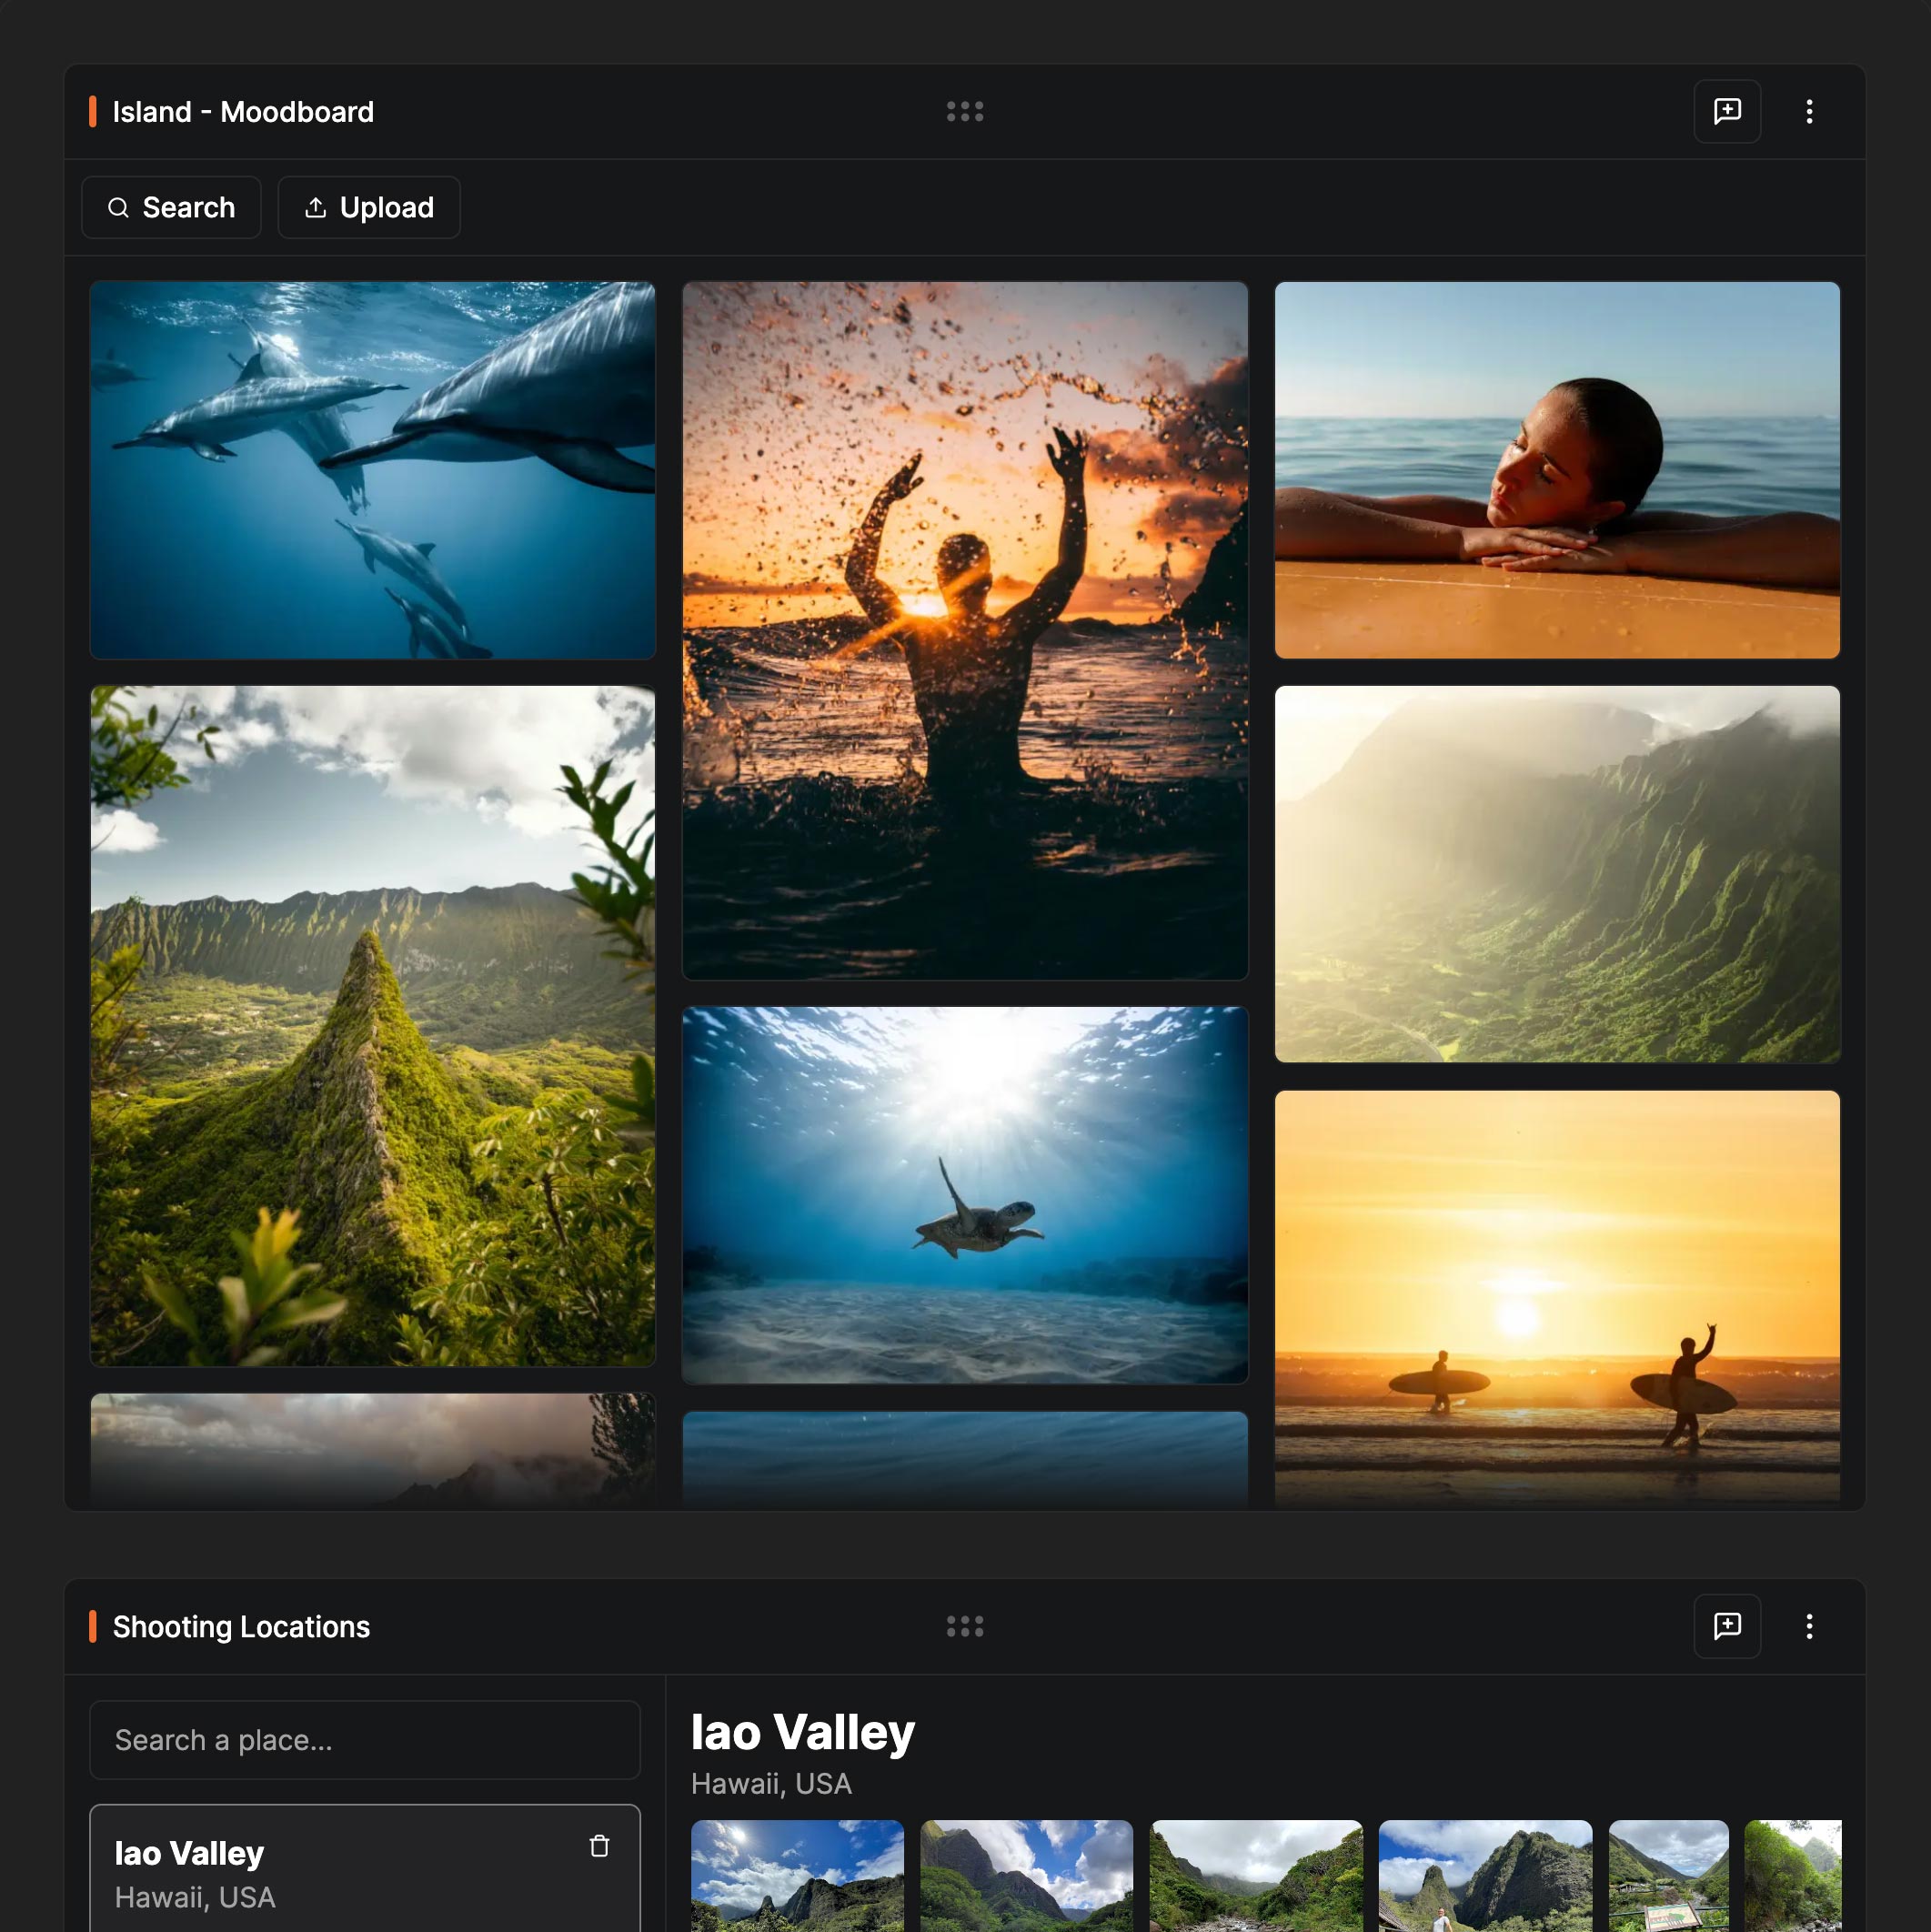 Island - Moodboard
Search
Upload
Shooting Locations
Search a place...
Iao Valley
Hawaii, USA
Iao Valley
Hawaii, USA